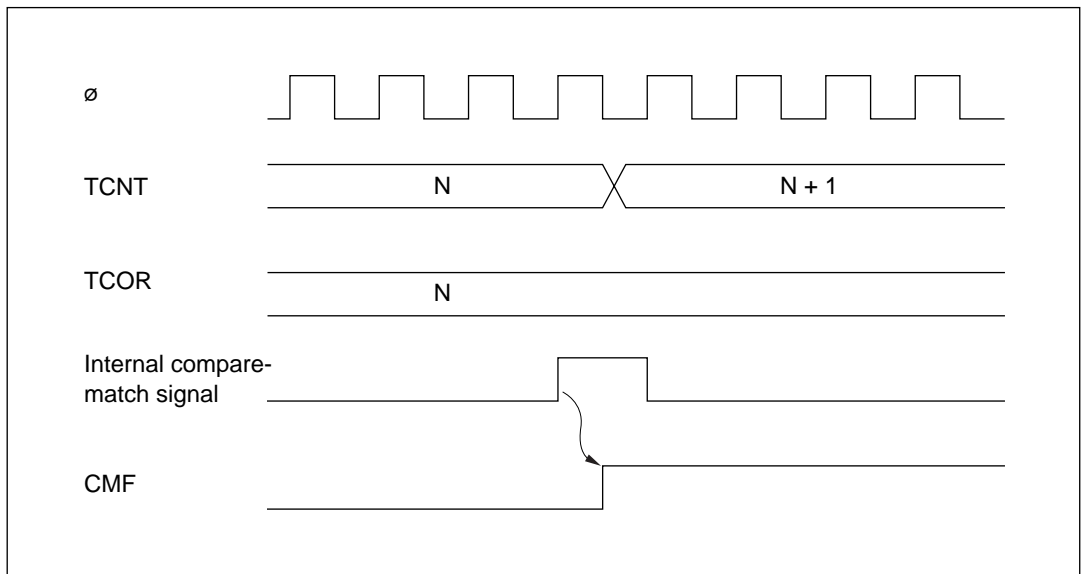 ø
TCNT
N
N + 1
TCOR
N
Internal compare-
match signal
CMF